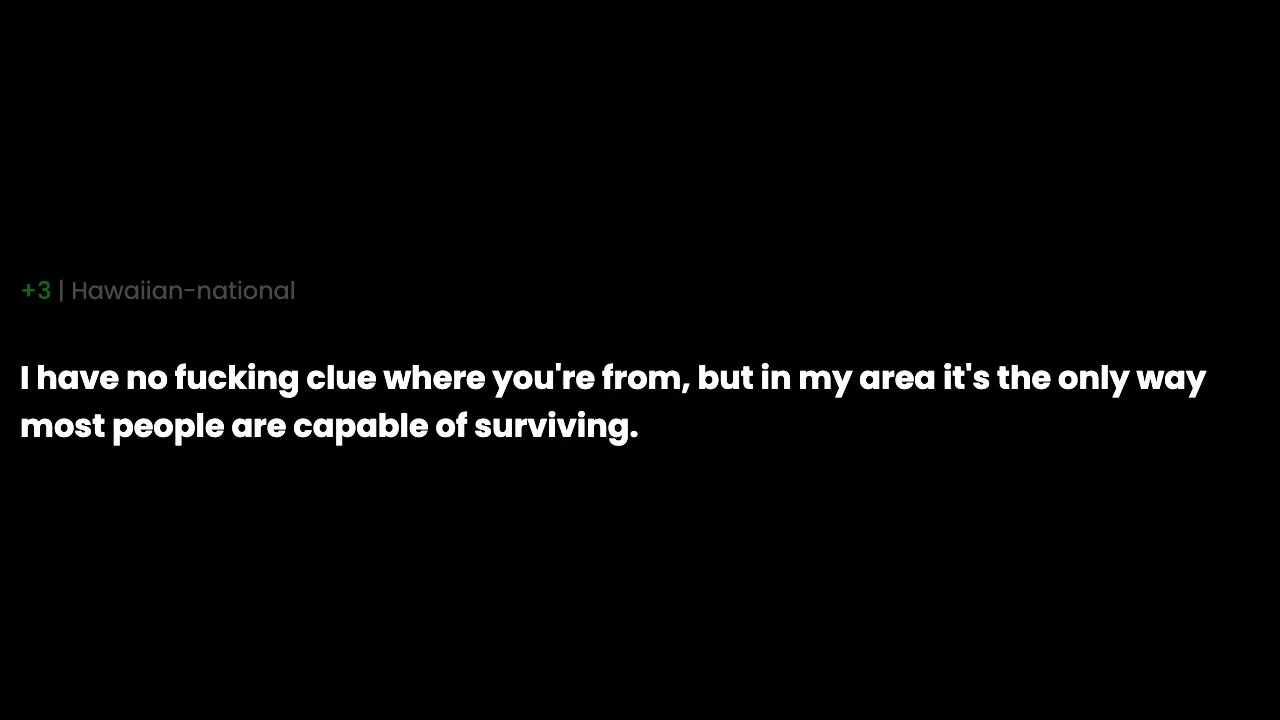 +3 | Hawaiian-national
I have no fucking clue where you're from, but in my area it's the only way
most people are capable of surviving.